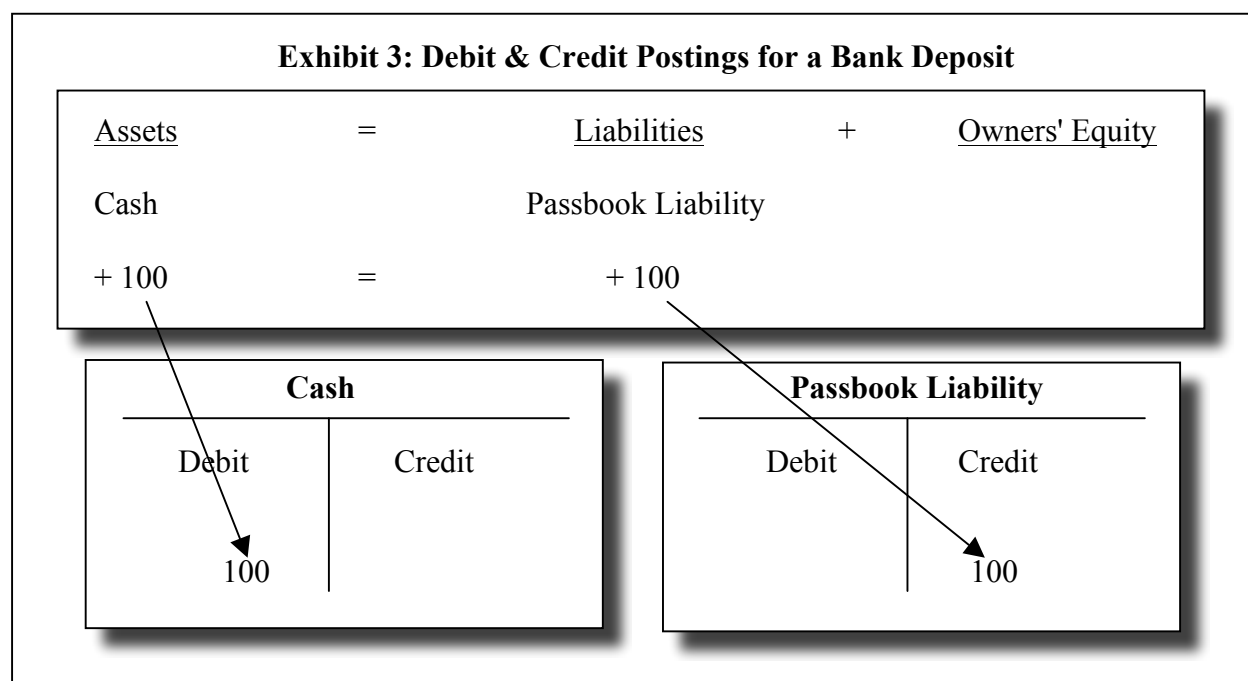 Exhibit 3: Debit & Credit Postings for a Bank Deposit
Assets = Liabilities + Owners' Equity
Cash Passbook Liability
+ 100 = + 100
Cash
Debit Credit
100
Passbook Liability
Debit Credit
100